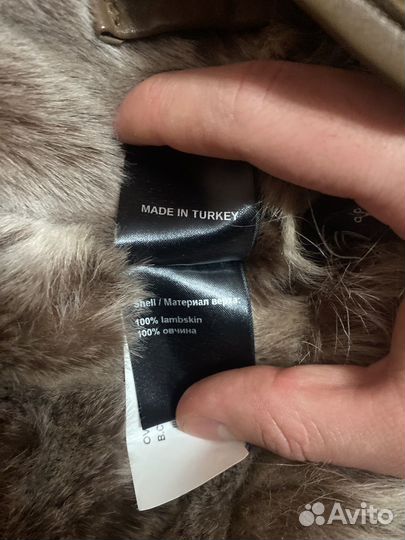 MADE IN TURKEY
Shell / Материал верха:
100% lambskin
100% овчина
Avito